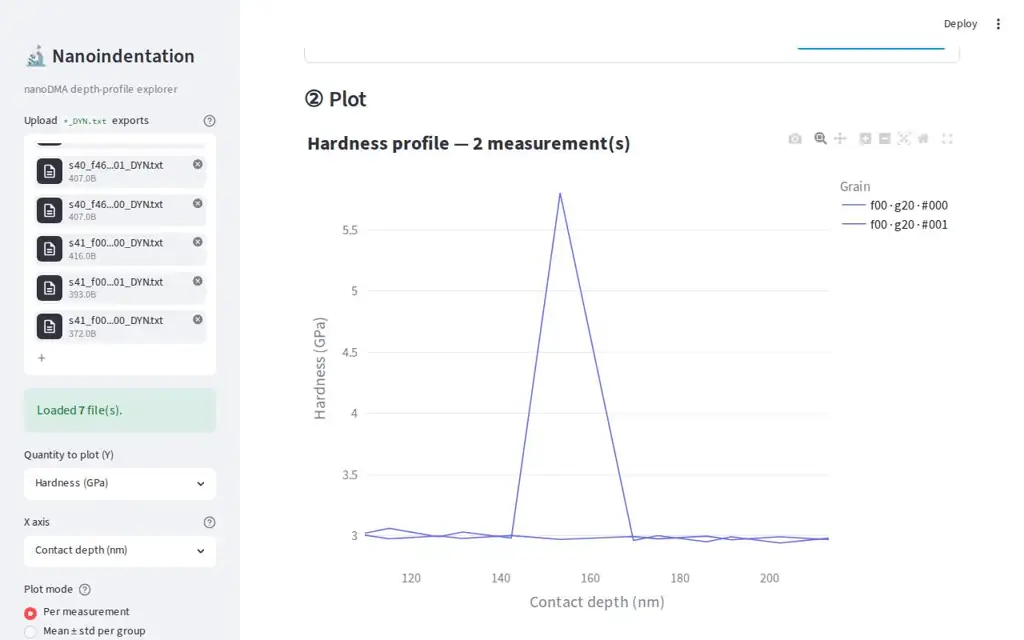 Deploy
🔬 Nanoindentation
nanoDMA depth-profile explorer
Upload *_DYN.txt exports
s40_f46...01_DYN.txt
407.0B
s40_f46...00_DYN.txt
407.0B
s41_f00...00_DYN.txt
416.0B
s41_f00...01_DYN.txt
393.0B
s41_f00...00_DYN.txt
372.0B
+
Loaded 7 file(s).
Quantity to plot (Y)
Hardness (GPa)
X axis
Contact depth (nm)
Plot mode
Per measurement
Mean ± std per group
② Plot
Hardness profile — 2 measurement(s)
Grain
f00·g20·#000
f00·g20·#001
Hardness (GPa)
5.5
5
4.5
4
3.5
3
120 140 160 180 200
Contact depth (nm)